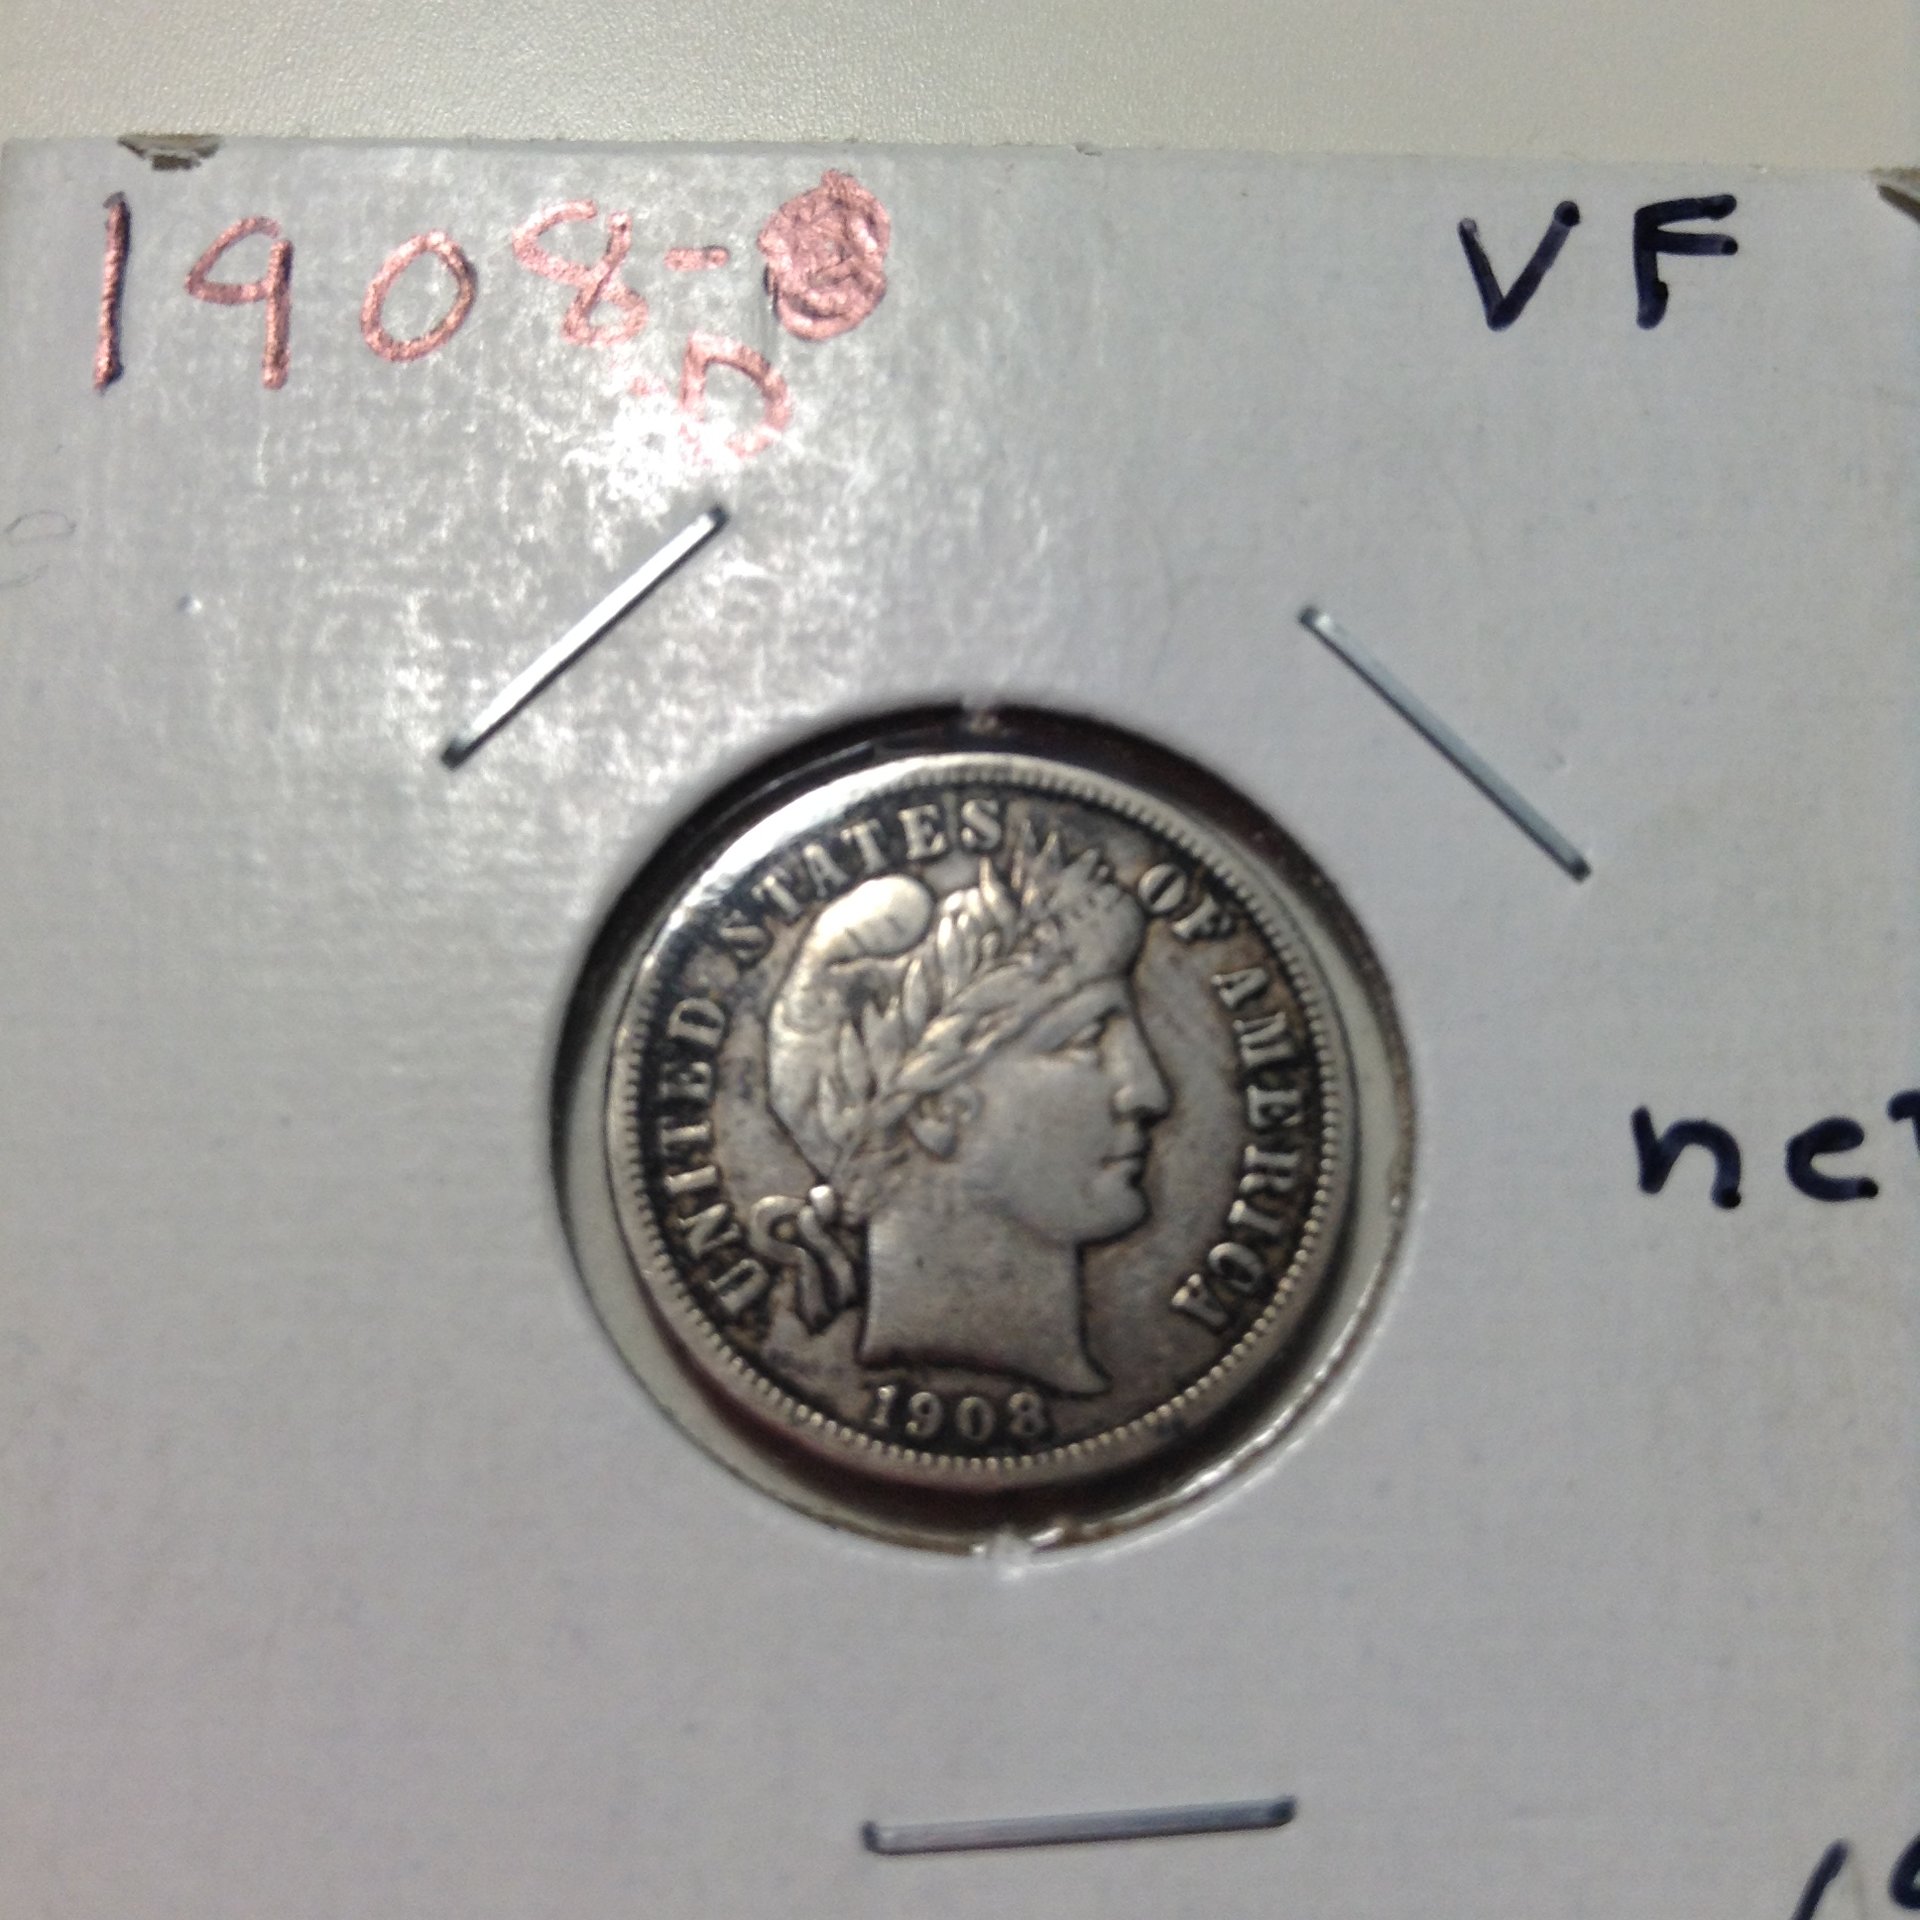 1908-
D
VF
UNITED STATES OF AMERICA
1908